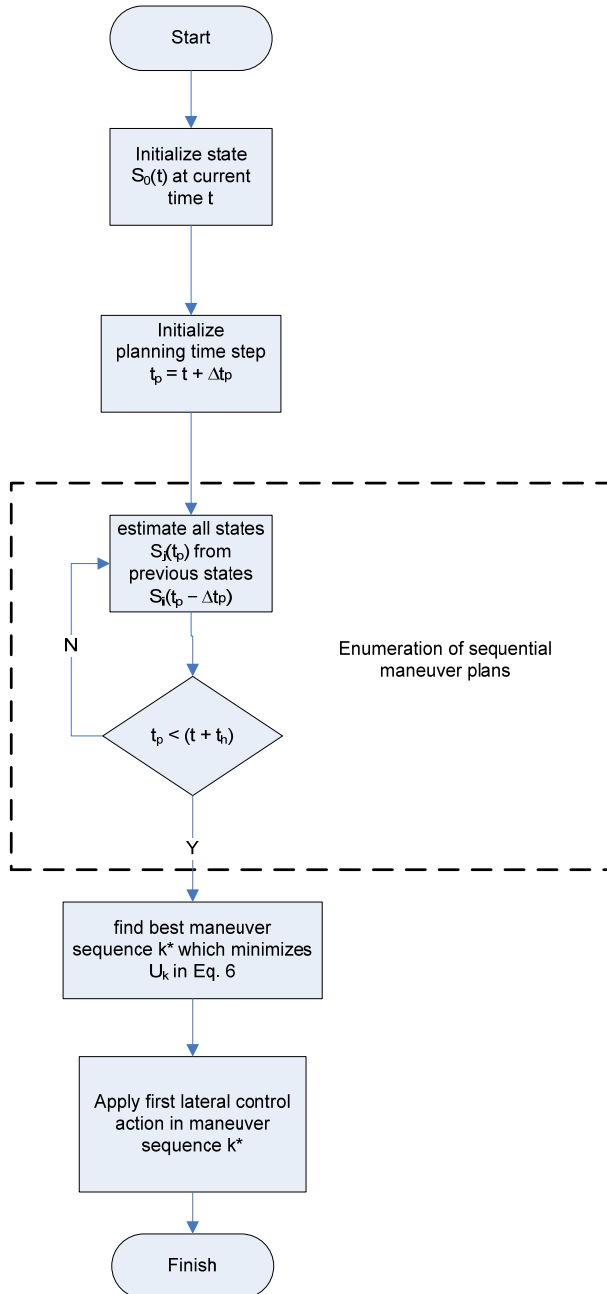 Start
Initialize state
S₀(t) at current
time t
Initialize
planning time step
tₚ = t + Δtₚ
estimate all states
Sⱼ(tₚ) from
previous states
Sᵢ(tₚ – Δtₚ)
N
Enumeration of sequential
maneuver plans
tₚ < (t + tₕ)
Y
find best maneuver
sequence k* which minimizes
Uₖ in Eq. 6
Apply first lateral control
action in maneuver
sequence k*
Finish